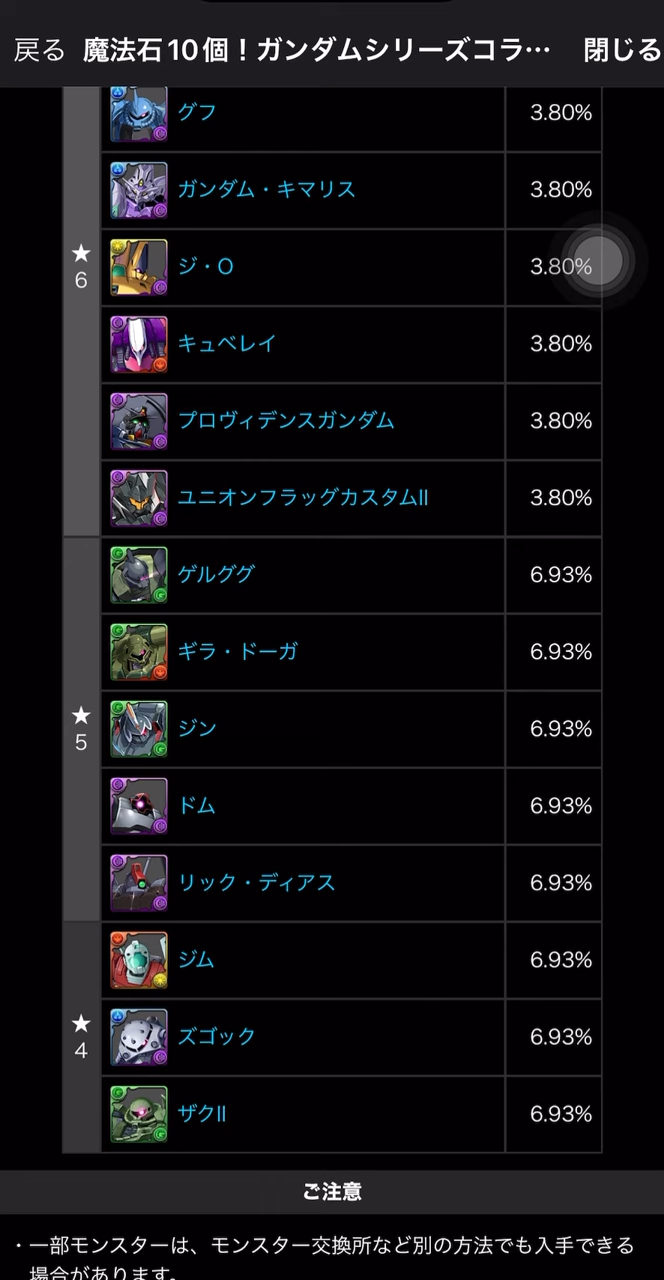 戻る 魔法石10個！ガンダムシリーズコラ… 閉じる
グフ 3.80%
ガンダム・キマリス 3.80%
ジ・O 3.80%
★
6
キュベレイ 3.80%
プロヴィデンスガンダム 3.80%
ユニオンフラッグカスタムII 3.80%
ゲルググ 6.93%
ギラ・ドーガ 6.93%
★
5
ジン 6.93%
ドム 6.93%
リック・ディアス 6.93%
ジム 6.93%
★
4
ズゴック 6.93%
ザクII 6.93%
ご注意
・一部モンスターは、モンスター交換所など別の方法でも入手できる
場合があります。